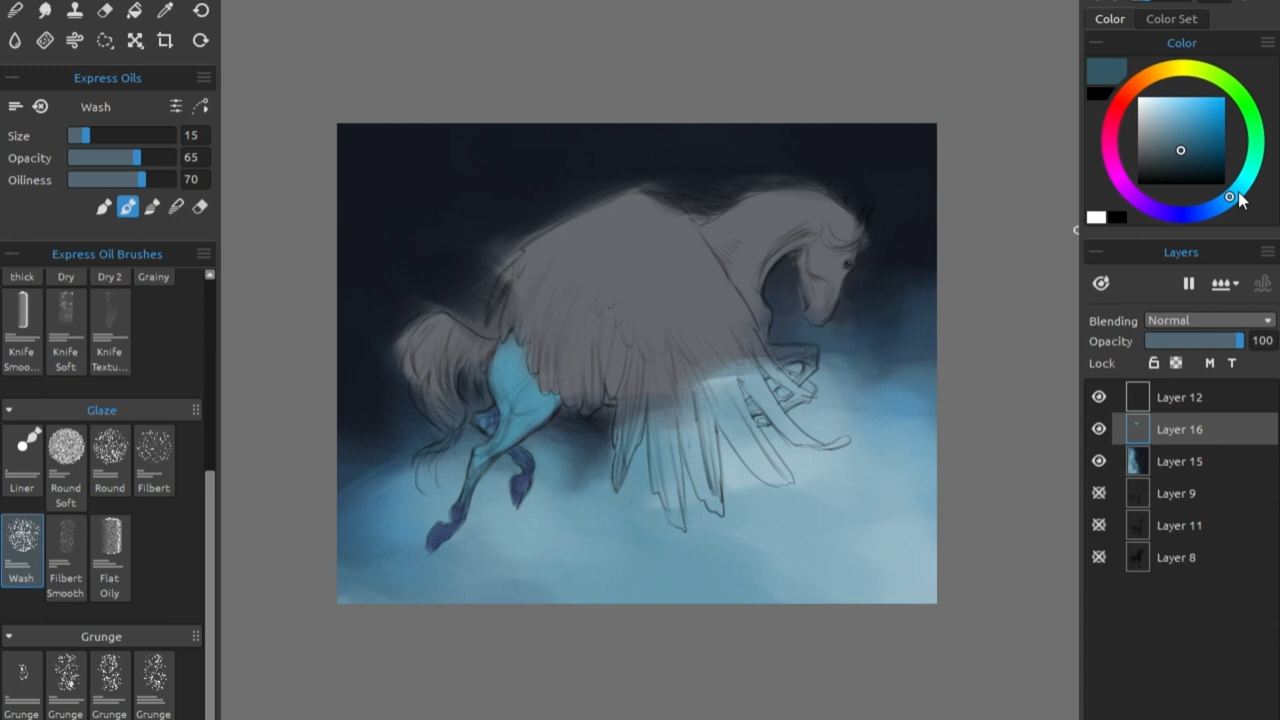 Express Oils
Wash
Size 15
Opacity 65
Oiliness 70
Express Oil Brushes
thick Dry Dry 2 Grainy
Knife Smoo... Knife Soft Knife Textu...
Glaze
Liner Round Soft Round Filbert
Wash Filbert Smooth Flat Oily
Grunge
Grunge Grunge Grunge Grunge
Color Color Set
Color
Layers
Blending Normal
Opacity 100
Lock M T
Layer 12
Layer 16
Layer 15
Layer 9
Layer 11
Layer 8